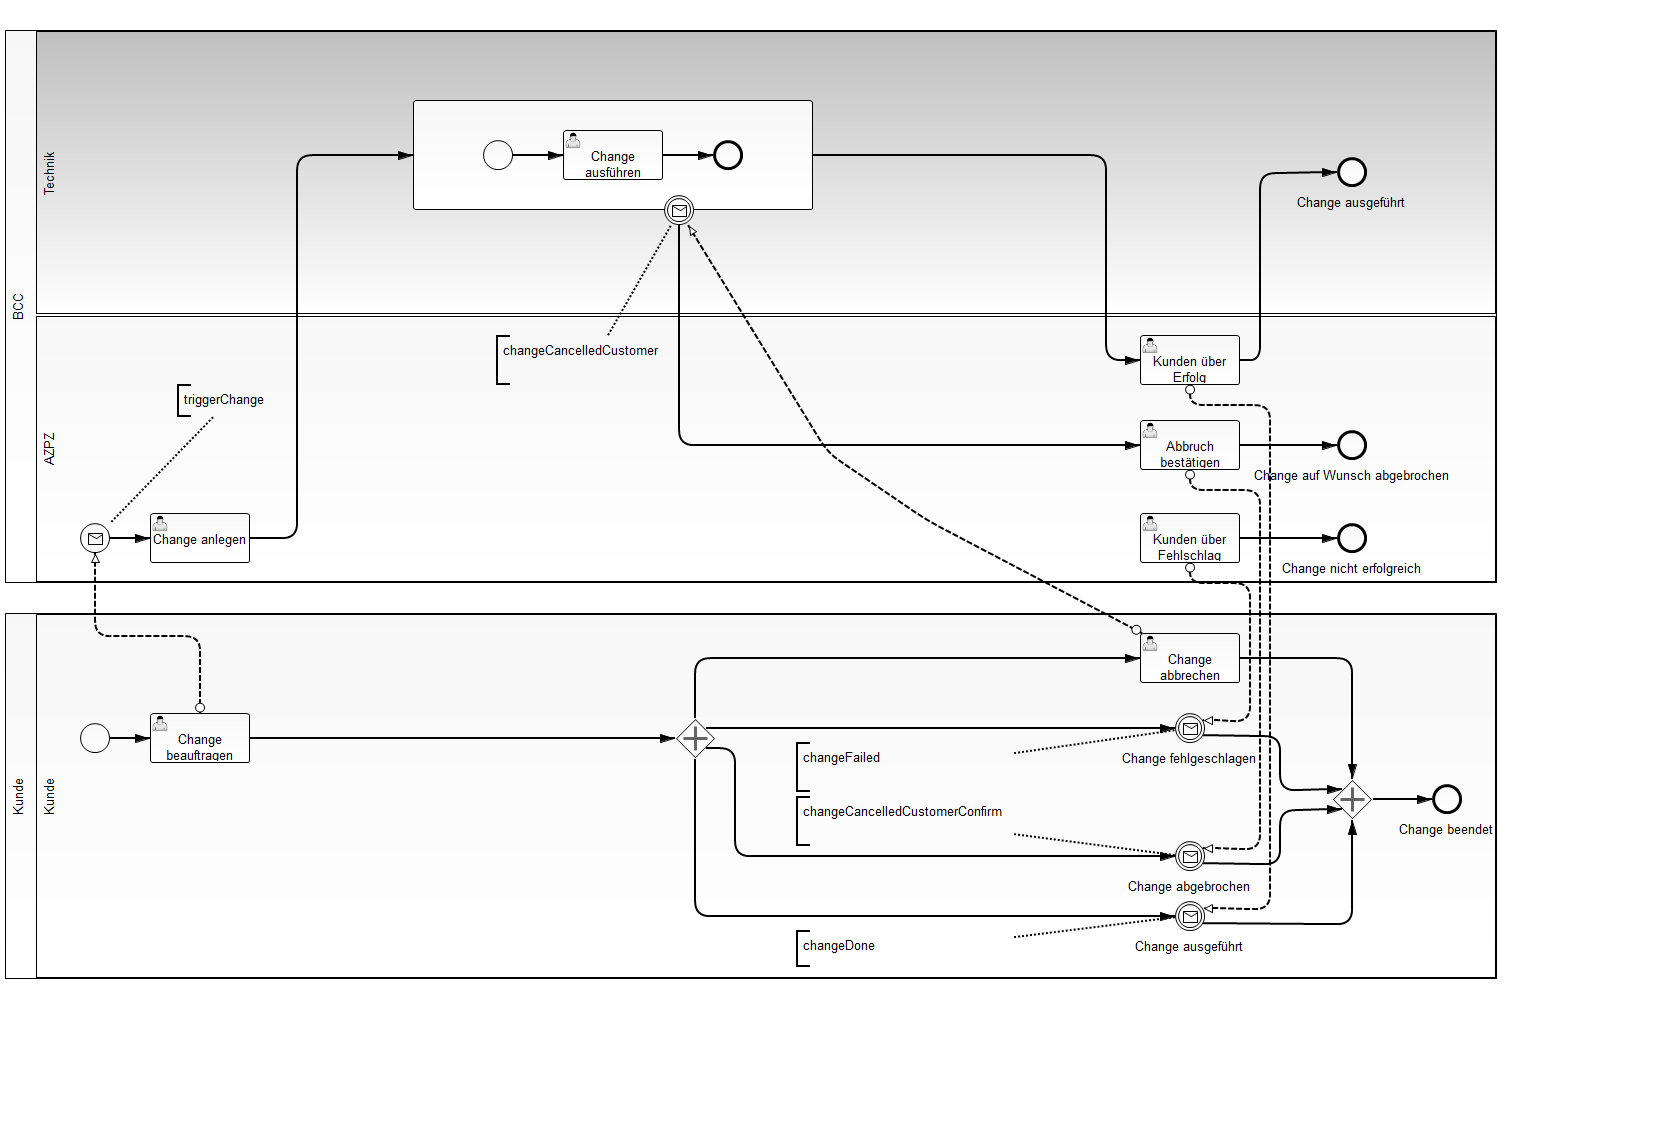 BCC
Technik
Change
ausführen
Change ausgeführt
AZPZ
changeCancelledCustomer
triggerChange
Kunden über
Erfolg
Abbruch
bestätigen
Change auf Wunsch abgebrochen
Change anlegen
Kunden über
Fehlschlag
Change nicht erfolgreich
Kunde
Kunde
Change
abbrechen
Change
beauftragen
changeFailed
Change fehlgeschlagen
changeCancelledCustomerConfirm
Change beendet
Change abgebrochen
changeDone
Change ausgeführt